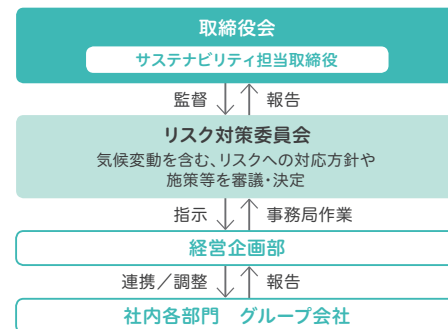 取締役会
サステナビリティ担当取締役
監督 報告
リスク対策委員会
気候変動を含む、リスクへの対応方針や
施策等を審議・決定
指示 事務局作業
経営企画部
連携／調整 報告
社内各部門 グループ会社